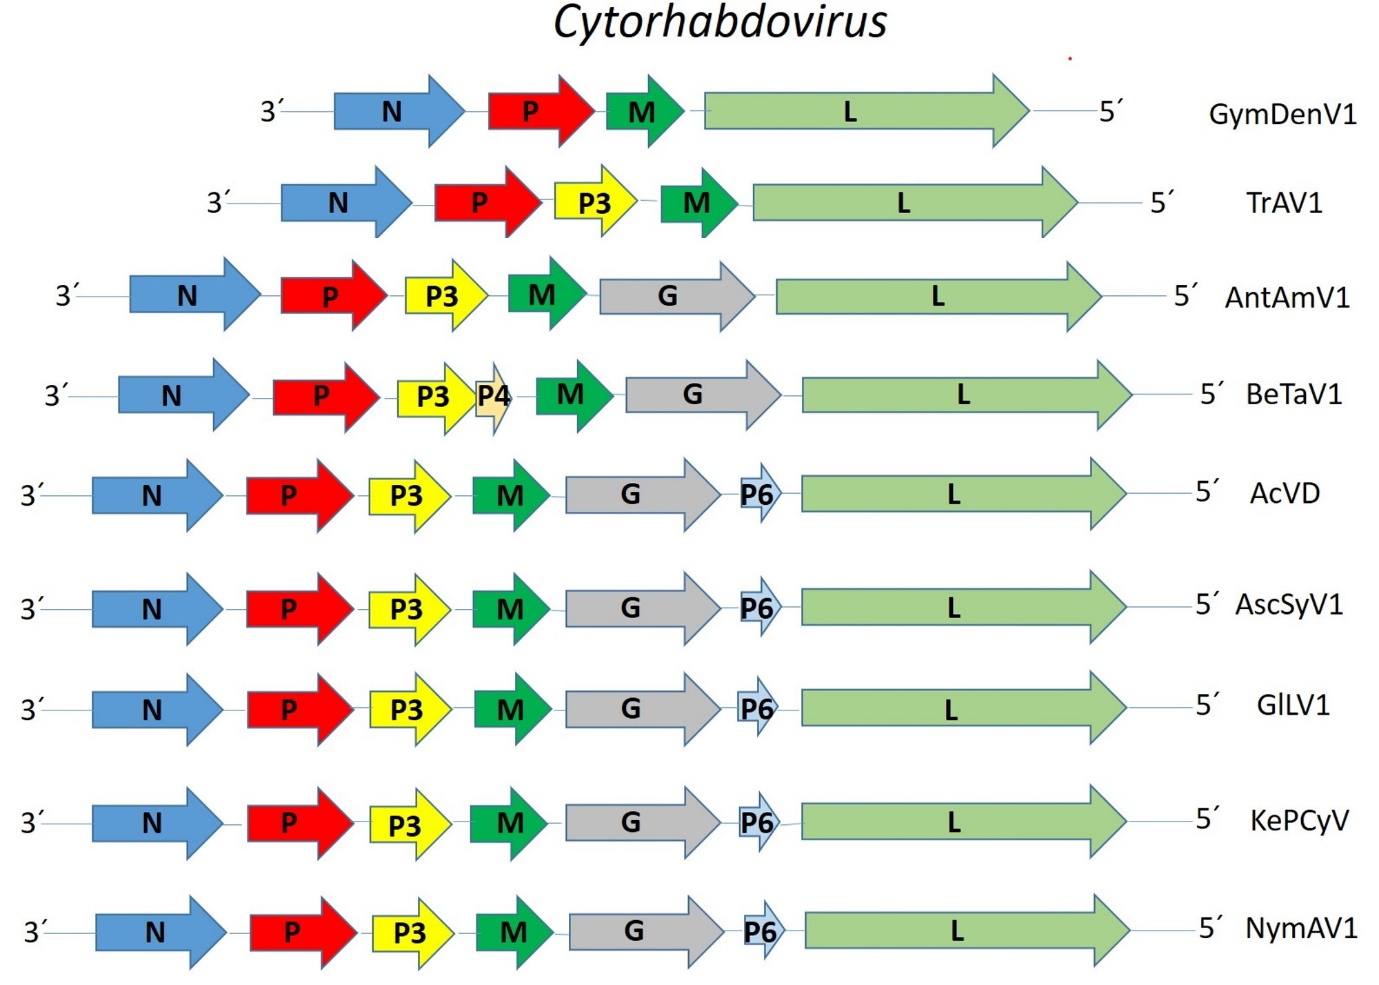 Cytorhabdovirus
3´ N P M L 5´ GymDenV1
3´ N P P3 M L 5´ TrAV1
3´ N P P3 M G L 5´ AntAmV1
3´ N P P3 P4 M G L 5´ BeTaV1
3´ N P P3 M G P6 L 5´ AcVD
3´ N P P3 M G P6 L 5´ AscSyV1
3´ N P P3 M G P6 L 5´ GlLV1
3´ N P P3 M G P6 L 5´ KePCyV
3´ N P P3 M G P6 L 5´ NymAV1